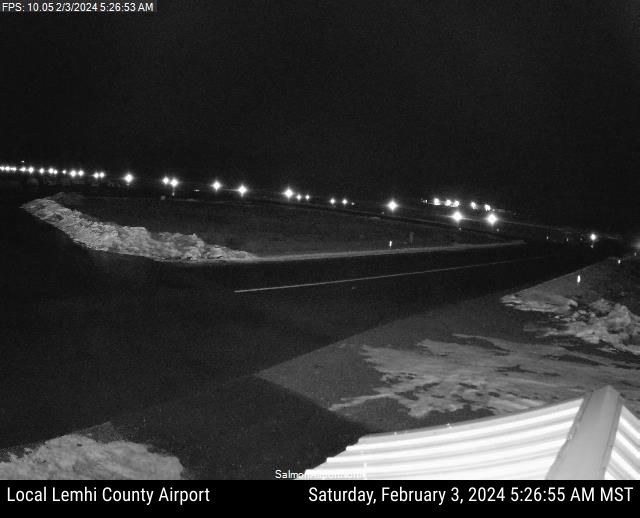 FPS: 10.05 2/3/2024 5:26:53 AM
Local Lemhi County Airport
Saturday, February 3, 2024 5:26:55 AM MST